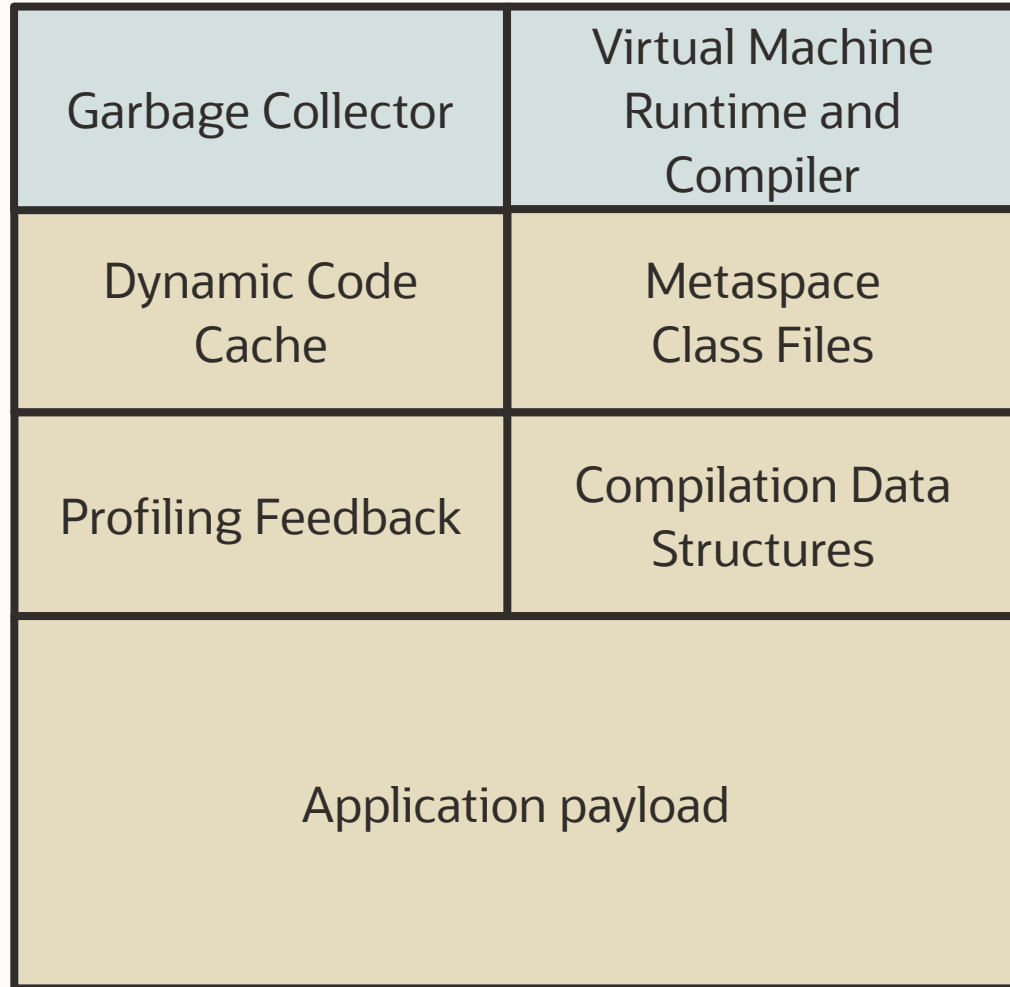 Garbage Collector
Virtual Machine
Runtime and
Compiler
Dynamic Code
Cache
Metaspace
Class Files
Profiling Feedback
Compilation Data
Structures
Application payload